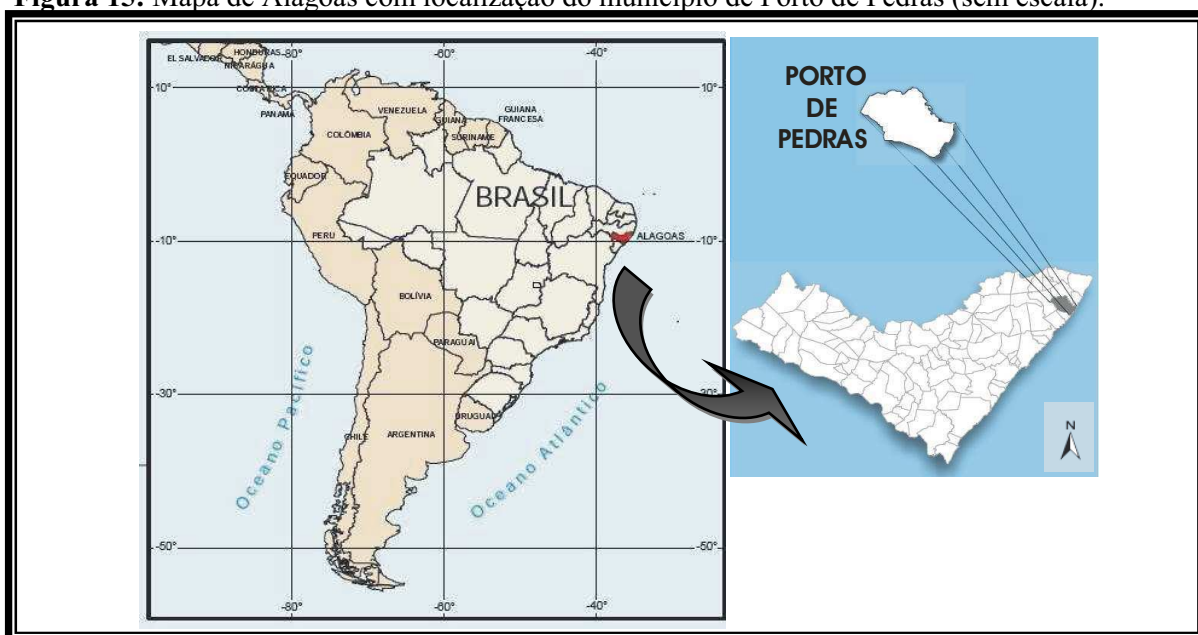 Figura 15: Mapa de Alagoas com localização do município de Porto de Pedras (sem escala).
-80°
-60°
-40°
HONDURAS
EL SALVADOR
NICARÁGUA
COSTA RICA
PANAMÁ
10°
10°
VENEZUELA
GUIANA
FRANCESA
GUIANA
SURINAME
COLÔMBIA
EQUADOR
BRASIL
PERU
-10°
ALAGOAS
-10°
BOLÍVIA
PARAGUAI
-30°
-30°
URUGUAI
CHILE
ARGENTINA
Oceano Pacífico
Oceano Atlântico
-50°
-50°
-80°
-60°
-40°
PORTO
DE
PEDRAS
N